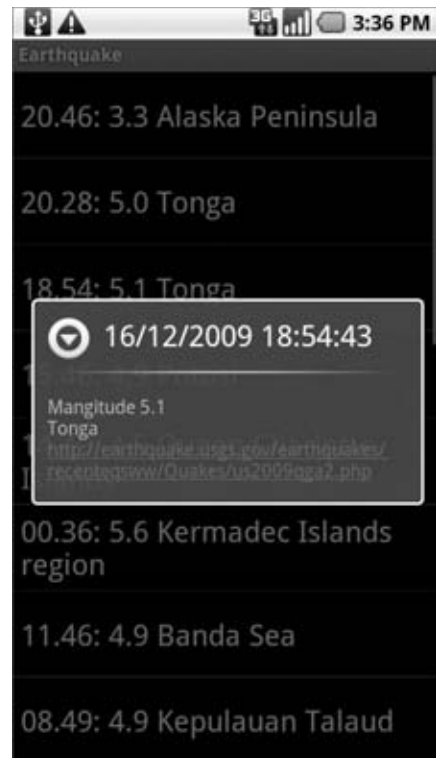 3G
3:36 PM
Earthquake
20.46: 3.3 Alaska Peninsula
20.28: 5.0 Tonga
18.54: 5.1 Tonga
16/12/2009 18:54:43
Mangitude 5.1
Tonga
http://earthquake.usgs.gov/earthquakes/
recenteqsww/Quakes/us2009qga2.php
00.36: 5.6 Kermadec Islands
region
11.46: 4.9 Banda Sea
08.49: 4.9 Kepulauan Talaud